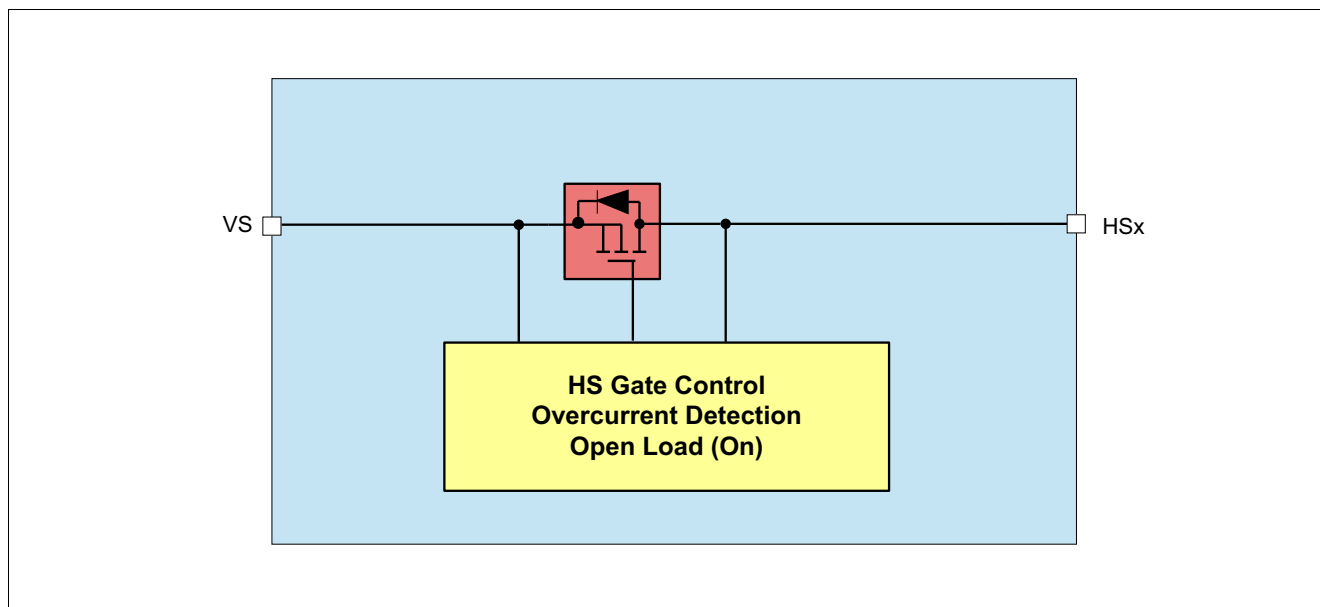 VS
HSx
HS Gate Control
Overcurrent Detection
Open Load (On)